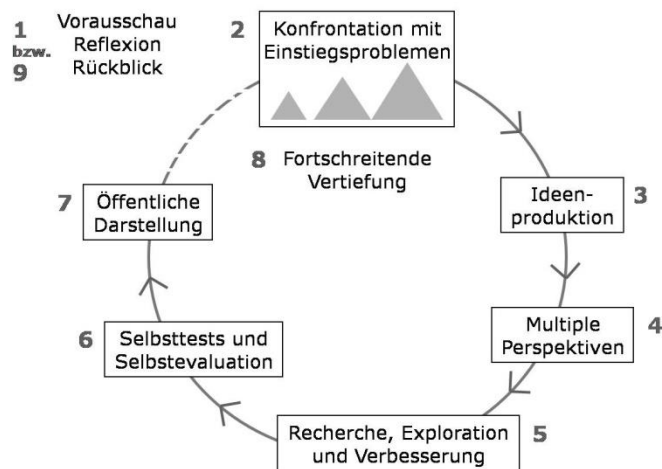 1 Vorausschau
bzw. Reflexion
9 Rückblick
2 Konfrontation mit
Einstiegsproblemen
8 Fortschreitende
Vertiefung
3 Ideen-
produktion
4 Multiple
Perspektiven
5 Recherche, Exploration
und Verbesserung
6 Selbsttests und
Selbstevaluation
7 Öffentliche
Darstellung